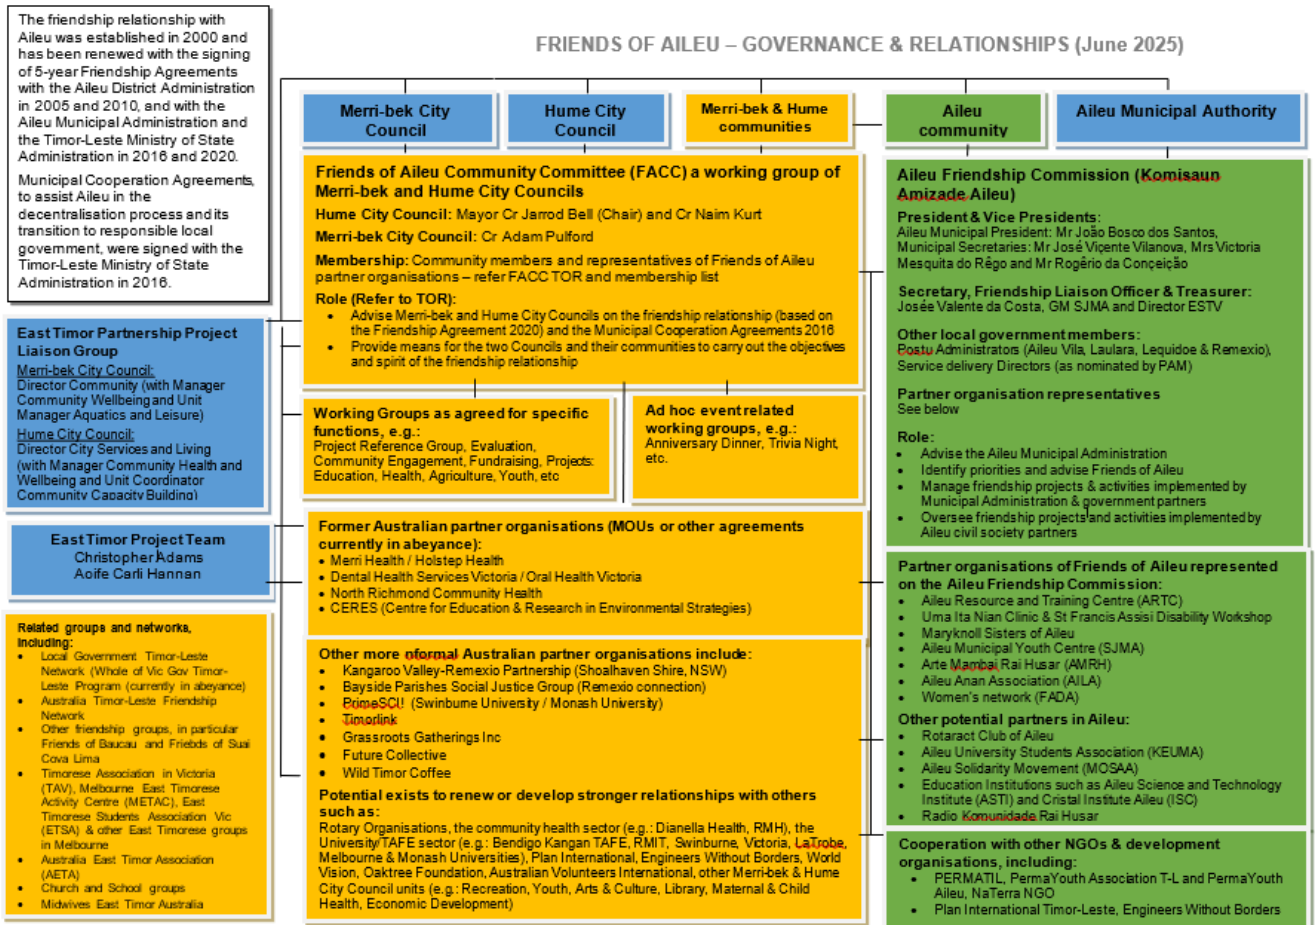 The friendship relationship with
Aileu was established in 2000 and
has been renewed with the signing
of 5-year Friendship Agreements
with the Aileu District Administration
in 2005 and 2010, and with the
Aileu Municipal Administration and
the Timor-Leste Ministry of State
Administration in 2016 and 2020.
Municipal Cooperation Agreements,
to assist Aileu in the
decentralisation process and its
transition to responsible local
government, were signed with the
Timor-Leste Ministry of State
Administration in 2016.
FRIENDS OF AILEU – GOVERNANCE & RELATIONSHIPS (June 2025)
Merri-bek City
Council
Hume City
Council
Merri-bek & Hume
communities
Aileu
community
Aileu Municipal Authority
East Timor Partnership Project
Liaison Group
Merri-bek City Council:
Director Community (with Manager
Community Wellbeing and Unit
Manager Aquatics and Leisure)
Hume City Council:
Director City Services and Living
(with Manager Community Health and
Wellbeing and Unit Coordinator
Community Capacity Building)
East Timor Project Team
Christopher Adams
Aoife Carli Hannan
Related groups and networks,
including:
• Local Government Timor-Leste
Network (Whole of Vic Gov Timor-
Leste Program (currently in abeyance)
• Australia Timor-Leste Friendship
Network
• Other friendship groups, in particular
Friends of Baucau and Friebds of Suai
Cova Lima
• Timorese Association in Victoria
(TAV), Melbourne East Timorese
Activity Centre (METAC), East
Timorese Students Association Vic
(ETSA) & other East Timorese groups
in Melbourne
• Australia East Timor Association
(AETA)
• Church and School groups
• Midwives East Timor Australia
Friends of Aileu Community Committee (FACC) a working group of
Merri-bek and Hume City Councils
Hume City Council: Mayor Cr Jarrod Bell (Chair) and Cr Naim Kurt
Merri-bek City Council: Cr Adam Pulford
Membership: Community members and representatives of Friends of Aileu
partner organisations – refer FACC TOR and membership list
Role (Refer to TOR):
• Advise Merri-bek and Hume City Councils on the friendship relationship (based on
the Friendship Agreement 2020) and the Municipal Cooperation Agreements 2016
• Provide means for the two Councils and their communities to carry out the objectives
and spirit of the friendship relationship
Working Groups as agreed for specific
functions, e.g.:
Project Reference Group, Evaluation,
Community Engagement, Fundraising, Projects:
Education, Health, Agriculture, Youth, etc
Ad hoc event related
working groups, e.g.:
Anniversary Dinner, Trivia Night,
etc.
Former Australian partner organisations (MOUs or other agreements
currently in abeyance):
• Merri Health / Holstep Health
• Dental Health Services Victoria / Oral Health Victoria
• North Richmond Community Health
• CERES (Centre for Education & Research in Environmental Strategies)
Other more oformal Australian partner organisations include:
• Kangaroo Valley-Remexio Partnership (Shoalhaven Shire, NSW)
• Bayside Parishes Social Justice Group (Remexio connection)
• PrimeSCI! (Swinburne University / Monash University)
• Timorlink
• Grassroots Gatherings Inc
• Future Collective
• Wild Timor Coffee
Potential exists to renew or develop stronger relationships with others
such as:
Rotary Organisations, the community health sector (e.g.: Dianella Health, RMH), the
University/TAFE sector (e.g.: Bendigo Kangan TAFE, RMIT, Swinburne, Victoria, LaTrobe,
Melbourne & Monash Universities), Plan International, Engineers Without Borders, World
Vision, Oaktree Foundation, Australian Volunteers International, other Merri-bek & Hume
City Council units (e.g.: Recreation, Youth, Arts & Culture, Library, Maternal & Child
Health, Economic Development)
Aileu Friendship Commission (Komisaun
Amizade Aileu)
President & Vice Presidents:
Aileu Municipal President: Mr João Bosco dos Santos,
Municipal Secretaries: Mr José Viçente Vilanova, Mrs Victoria
Mesquita do Rêgo and Mr Rogêrio da Conçeição
Secretary, Friendship Liaison Officer & Treasurer:
Josée Valente da Costa, GM SJMA and Director ESTV
Other local government members:
Postu Administrators (Aileu Vila, Laulara, Lequidoe & Remexio),
Service delivery Directors (as nominated by PAM)
Partner organisation representatives
See below
Role:
• Advise the Aileu Municipal Administration
• Identify priorities and advise Friends of Aileu
• Manage friendship projects & activities implemented by
Municipal Administration & government partners
• Oversee friendship projects and activities implemented by
Aileu civil society partners
Partner organisations of Friends of Aileu represented
on the Aileu Friendship Commission:
• Aileu Resource and Training Centre (ARTC)
• Uma Ita Nian Clinic & St Francis Assisi Disability Workshop
• Maryknoll Sisters of Aileu
• Aileu Municipal Youth Centre (SJMA)
• Arte Mambai Rai Husar (AMRH)
• Aileu Anan Association (AILA)
• Women's network (FADA)
Other potential partners in Aileu:
• Rotaract Club of Aileu
• Aileu University Students Association (KEUMA)
• Aileu Solidarity Movement (MOSAA)
• Education Institutions such as Aileu Science and Technology
Institute (ASTI) and Cristal Institute Aileu (ISC)
• Radio Komunidade Rai Husar
Cooperation with other NGOs & development
organisations, including:
• PERMATIL, PermaYouth Association T-L and PermaYouth
Aileu, NaTerra NGO
• Plan International Timor-Leste, Engineers Without Borders